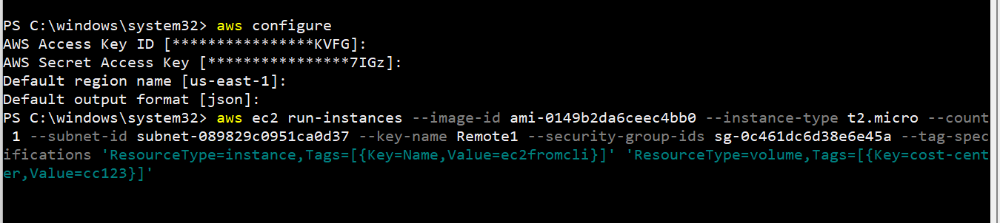 PS C:\windows\system32> aws configure
AWS Access Key ID [****************KVFG]:
AWS Secret Access Key [****************7IGz]:
Default region name [us-east-1]:
Default output format [json]:
PS C:\windows\system32> aws ec2 run-instances --image-id ami-0149b2da6ceec4bb0 --instance-type t2.micro --count
1 --subnet-id subnet-089829c0951ca0d37 --key-name Remote1 --security-group-ids sg-0c461dc6d38e6e45a --tag-spec
ifications 'ResourceType=instance,Tags=[{Key=Name,Value=ec2fromcli}]' 'ResourceType=volume,Tags=[{Key=cost-cent
er,Value=cc123}]'